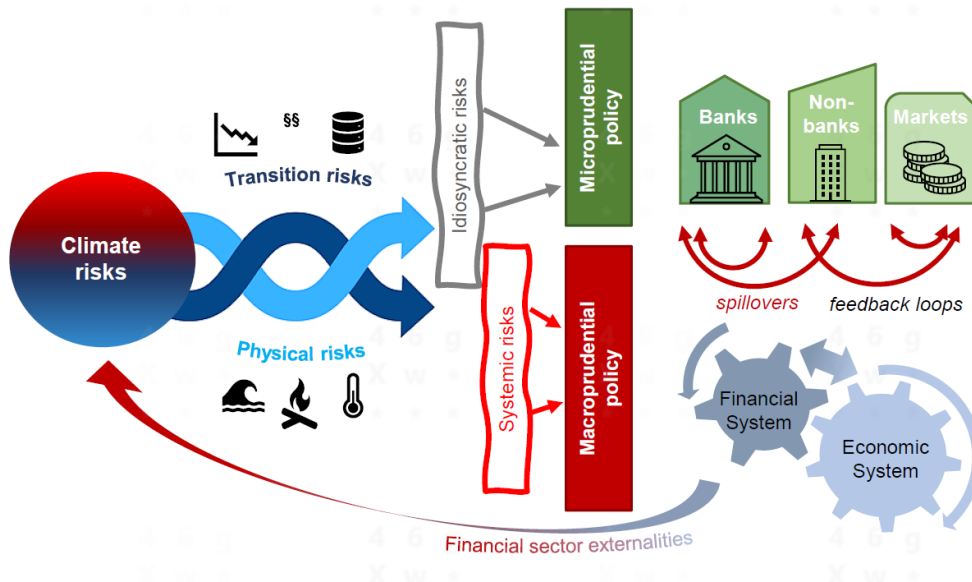 Climate
risks
§§
Transition risks
Physical risks
Idiosyncratic risks
Systemic risks
Microprudential
policy
Macroprudential
policy
Banks
Non-
banks
Markets
spillovers
feedback loops
Financial
System
Economic
System
Financial sector externalities